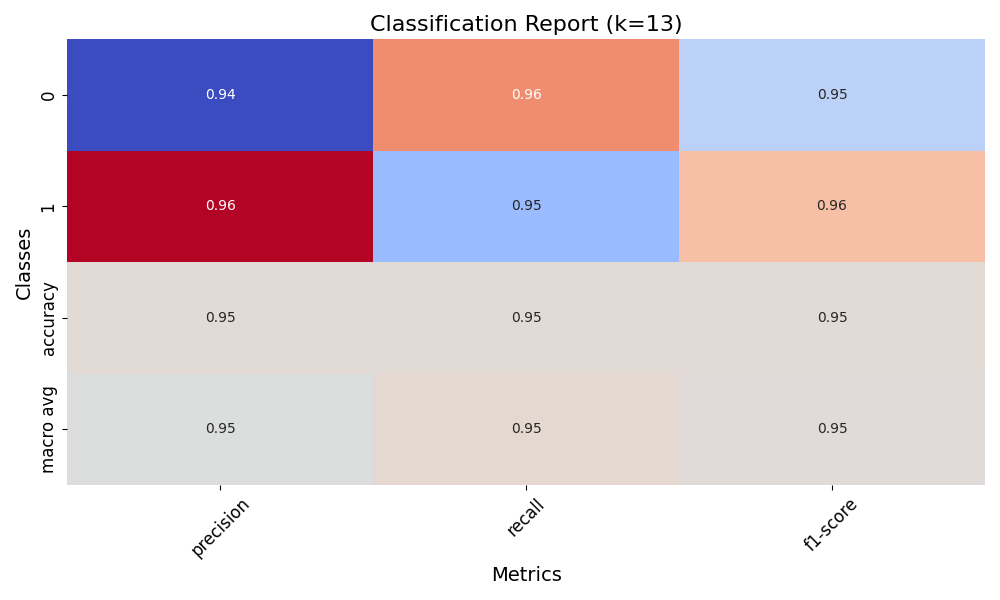 Classification Report (k=13)
0
0.94 0.96 0.95
1
0.96 0.95 0.96
accuracy
0.95 0.95 0.95
macro avg
0.95 0.95 0.95
Classes
precision recall f1-score
Metrics